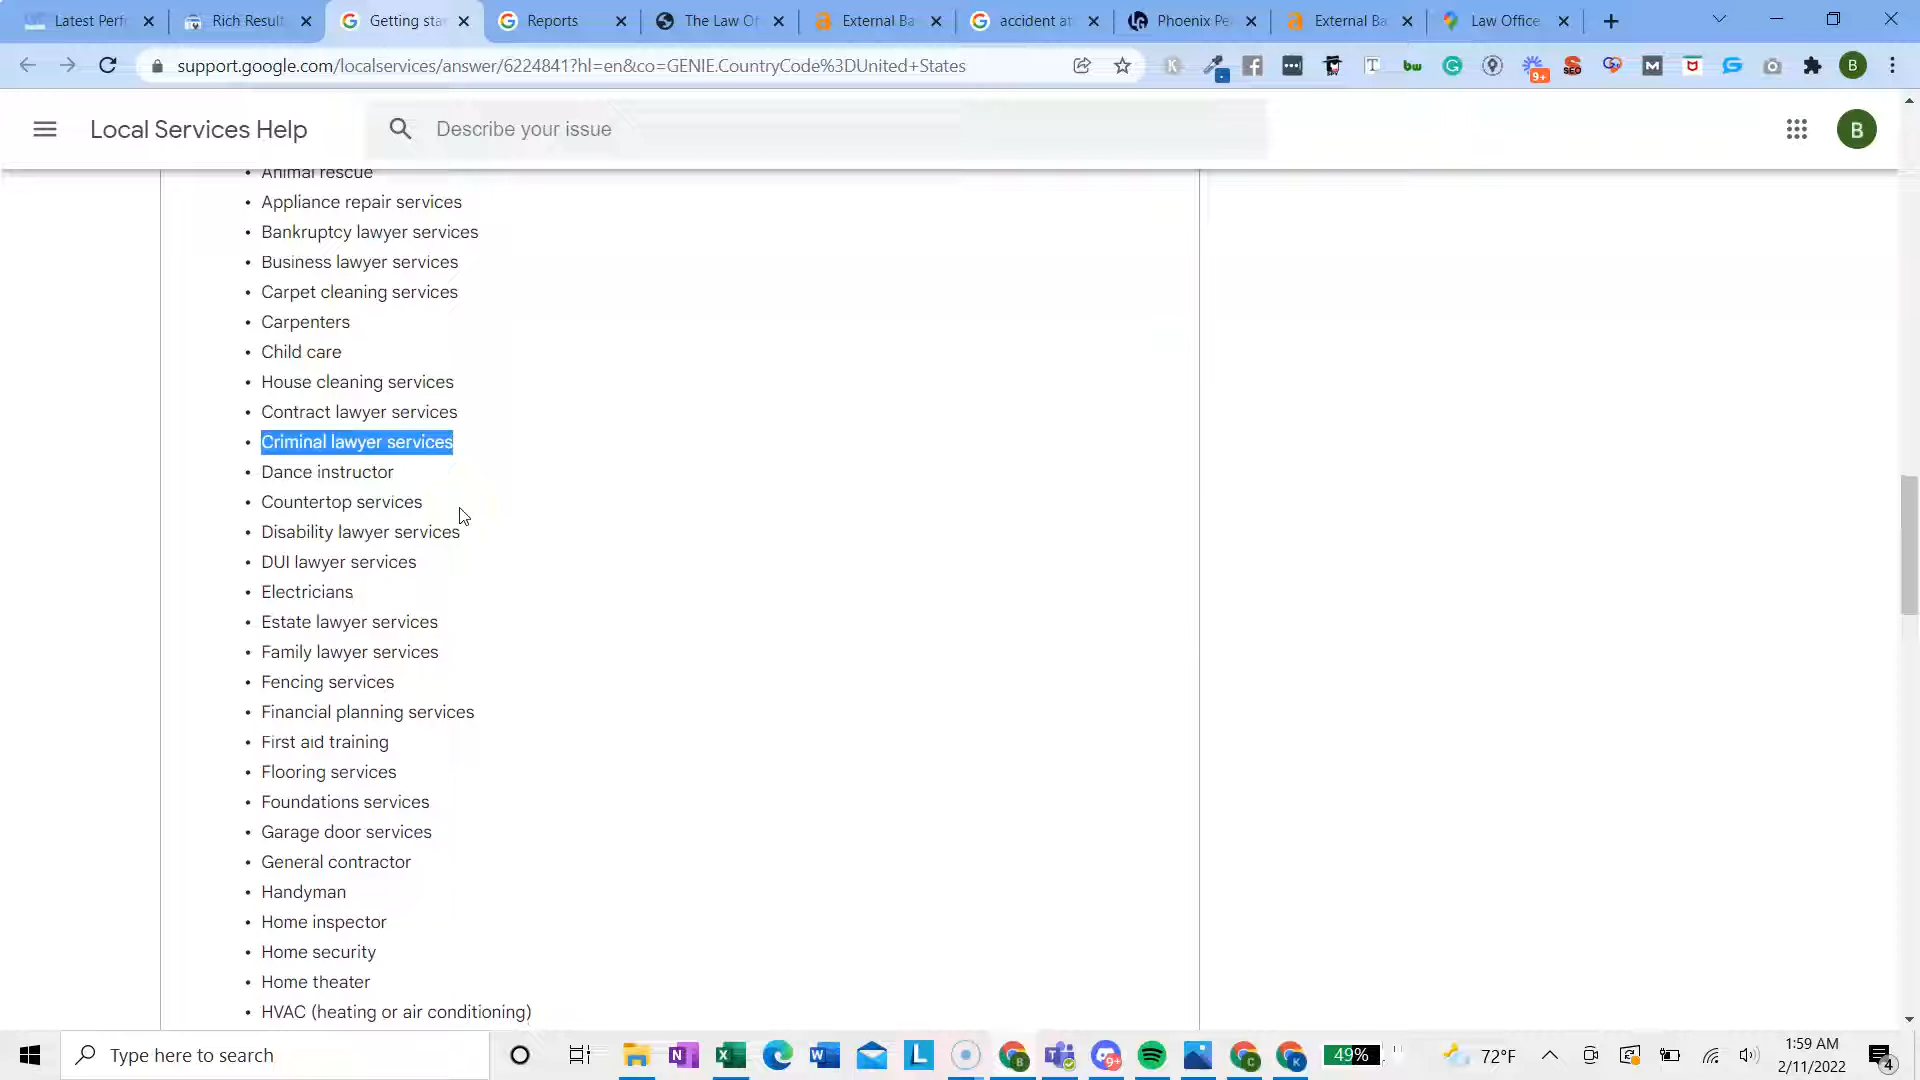 Latest Perf
Rich Result
Getting sta
Reports
The Law Of
External Ba
accident at
Phoenix Pe
External Ba
Law Office
support.google.com/localservices/answer/6224841?hl=en&co=GENIE.CountryCode%3DUnited+States
Local Services Help
Describe your issue
B
B
Animal rescue
Appliance repair services
Bankruptcy lawyer services
Business lawyer services
Carpet cleaning services
Carpenters
Child care
House cleaning services
Contract lawyer services
Criminal lawyer services
Dance instructor
Countertop services
Disability lawyer services
DUI lawyer services
Electricians
Estate lawyer services
Family lawyer services
Fencing services
Financial planning services
First aid training
Flooring services
Foundations services
Garage door services
General contractor
Handyman
Home inspector
Home security
Home theater
HVAC (heating or air conditioning)
Type here to search
49%
72°F
1:59 AM
2/11/2022
4